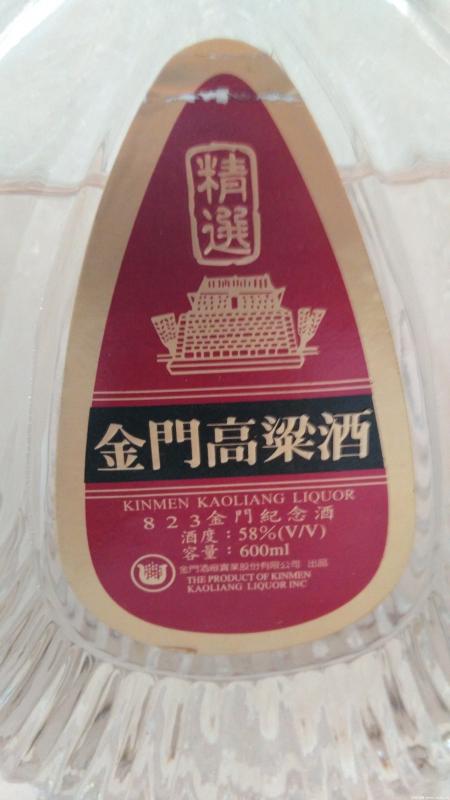 精選
金門高粱酒
KINMEN KAOLIANG LIQUOR
823金門紀念酒
酒度：58%(V/V)
容量：600ml
金門酒廠實業股份有限公司 出品
THE PRODUCT OF KINMEN
KAOLIANG LIQUOR INC